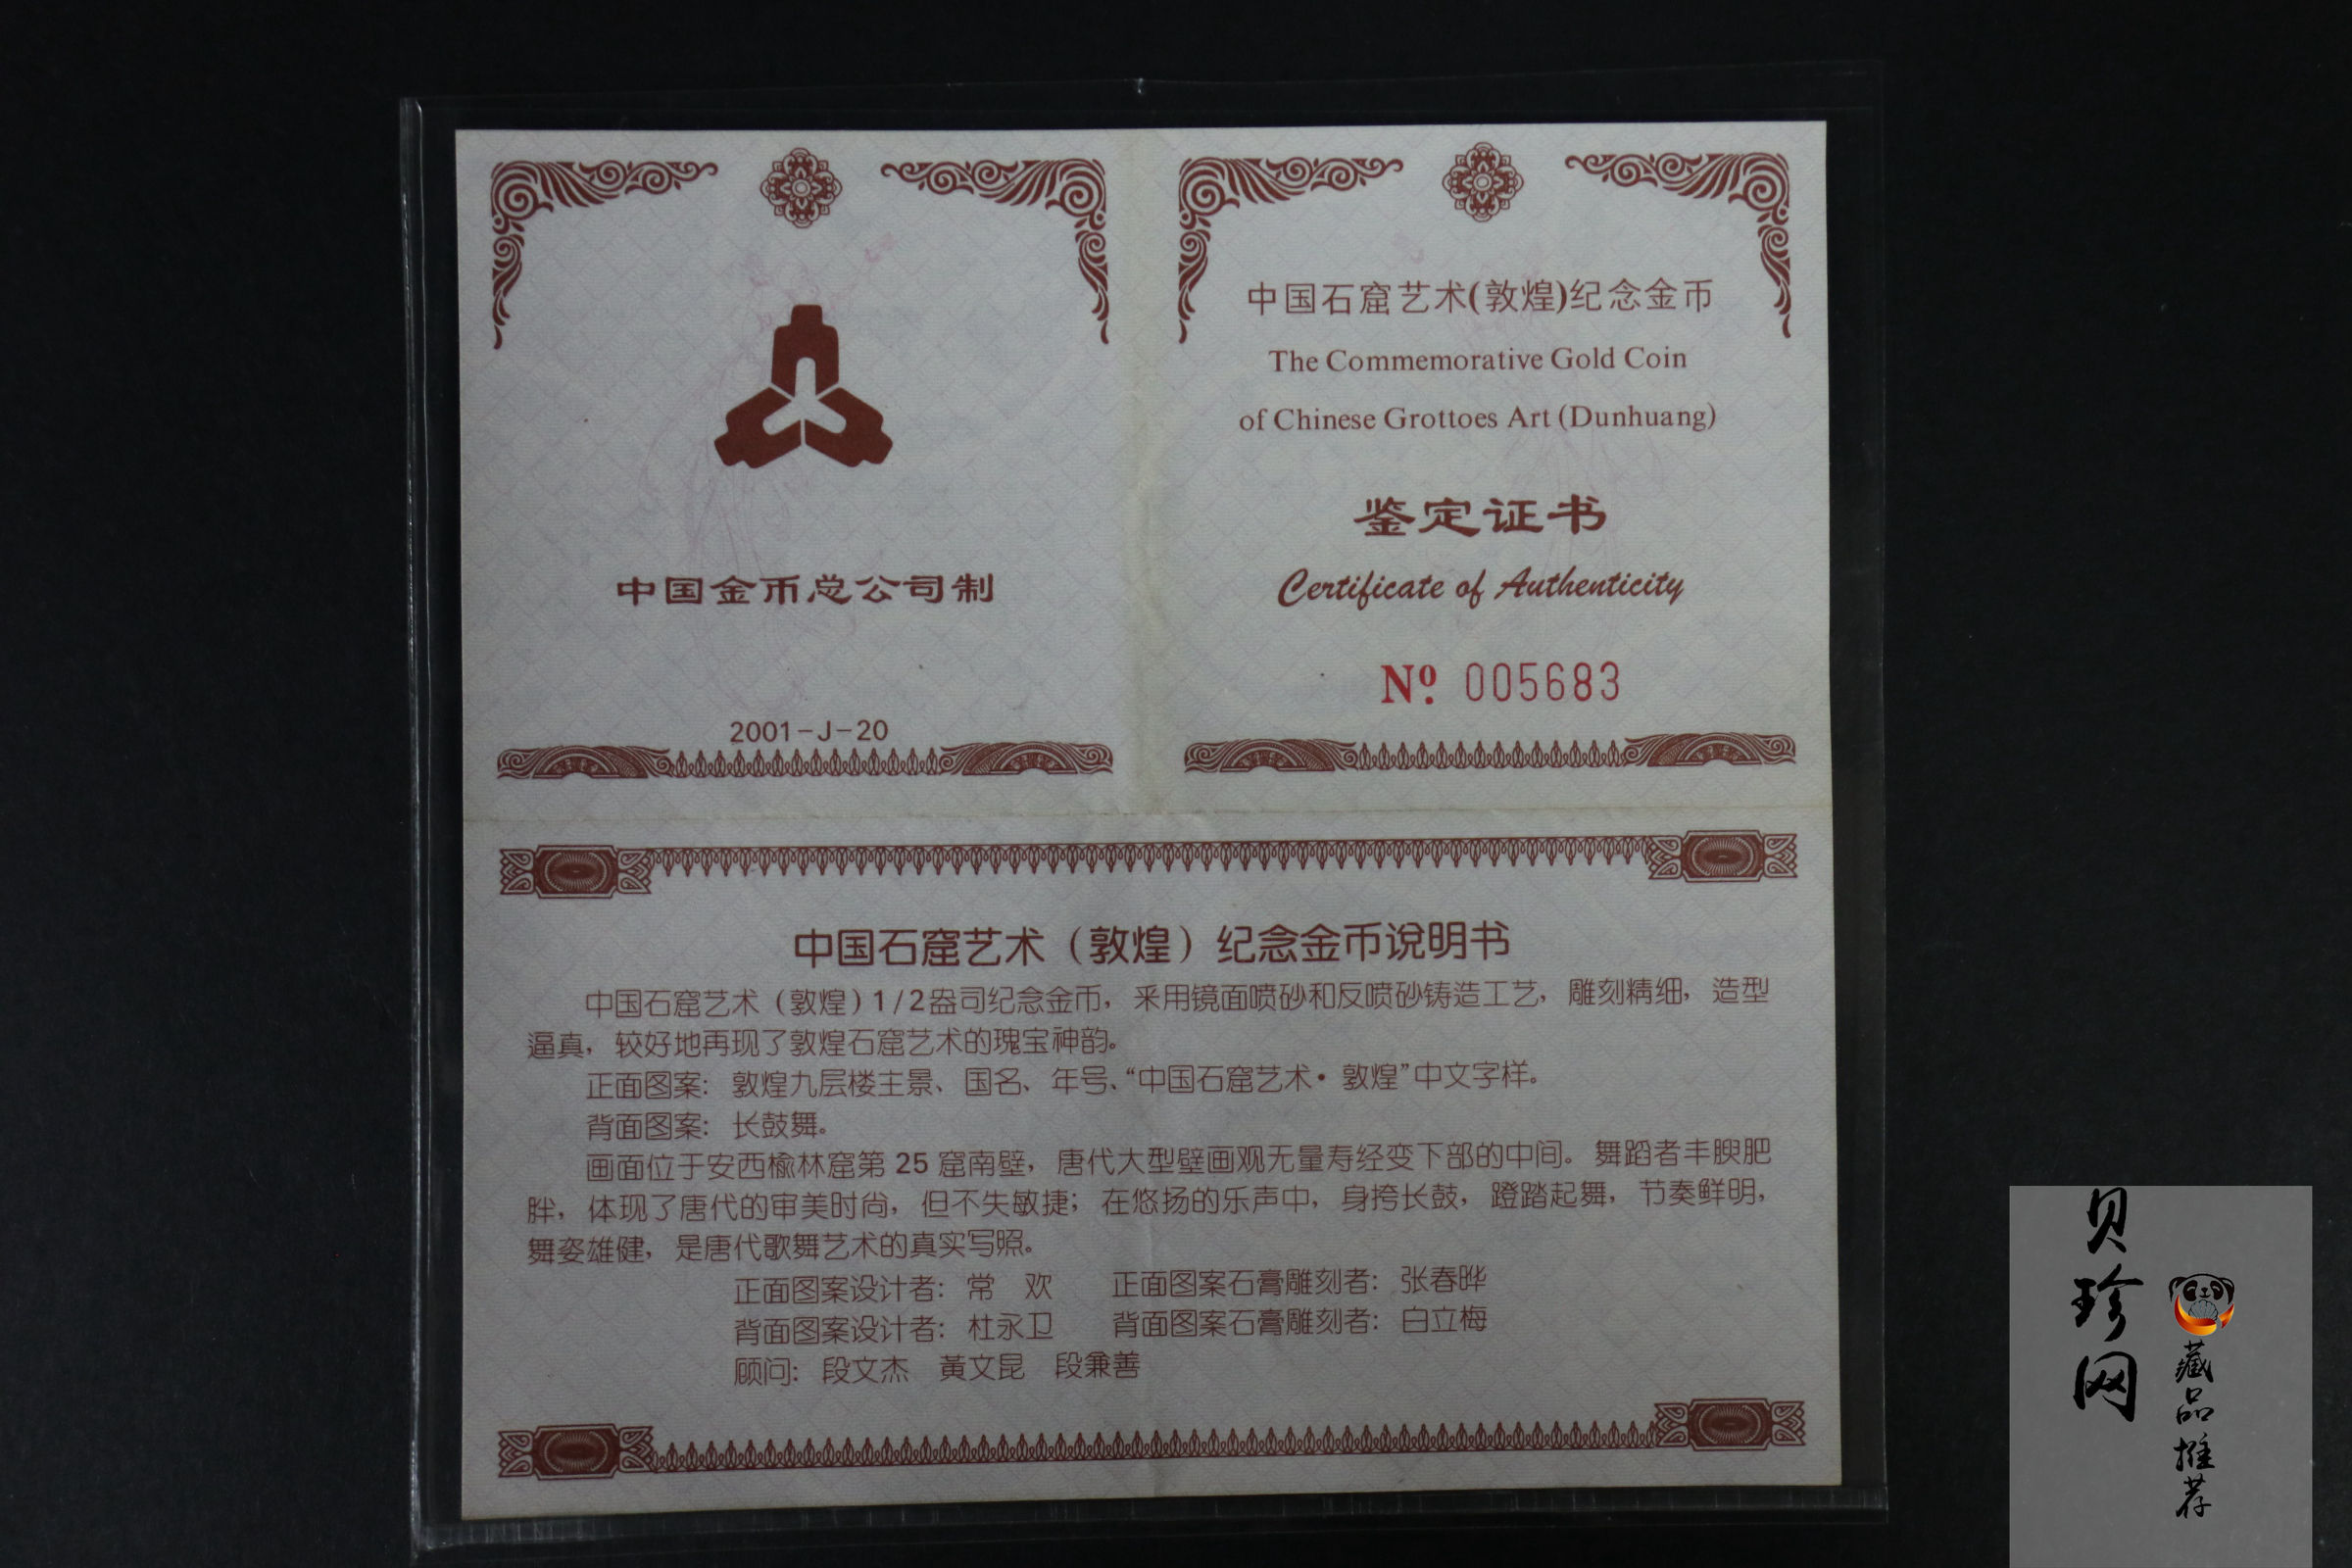 中国金币总公司制
2001-J-20
中国石窟艺术(敦煌)纪念金币
The Commemorative Gold Coin
of Chinese Grottoes Art (Dunhuang)
鉴定证书
Certificate of Authenticity
Nº 005683
中国石窟艺术（敦煌）纪念金币说明书
中国石窟艺术（敦煌）1/2盎司纪念金币，采用镜面喷砂和反喷砂铸造工艺，雕刻精细，造型
逼真，较好地再现了敦煌石窟艺术的瑰宝神韵。
正面图案：敦煌九层楼主景、国名、年号、“中国石窟艺术·敦煌”中文字样。
背面图案：长鼓舞。
画面位于安西榆林窟第 25 窟南壁，唐代大型壁画观无量寿经变下部的中间。舞蹈者丰腴肥
胖，体现了唐代的审美时尚，但不失敏捷；在悠扬的乐声中，身挎长鼓，蹬踏起舞，节奏鲜明，
舞姿雄健，是唐代歌舞艺术的真实写照。
正面图案设计者：常　欢　　正面图案石膏雕刻者：张春晔
背面图案设计者：杜永卫　　背面图案石膏雕刻者：白立梅
顾问：段文杰　黄文昆　段兼善
贝珍网
藏品推荐